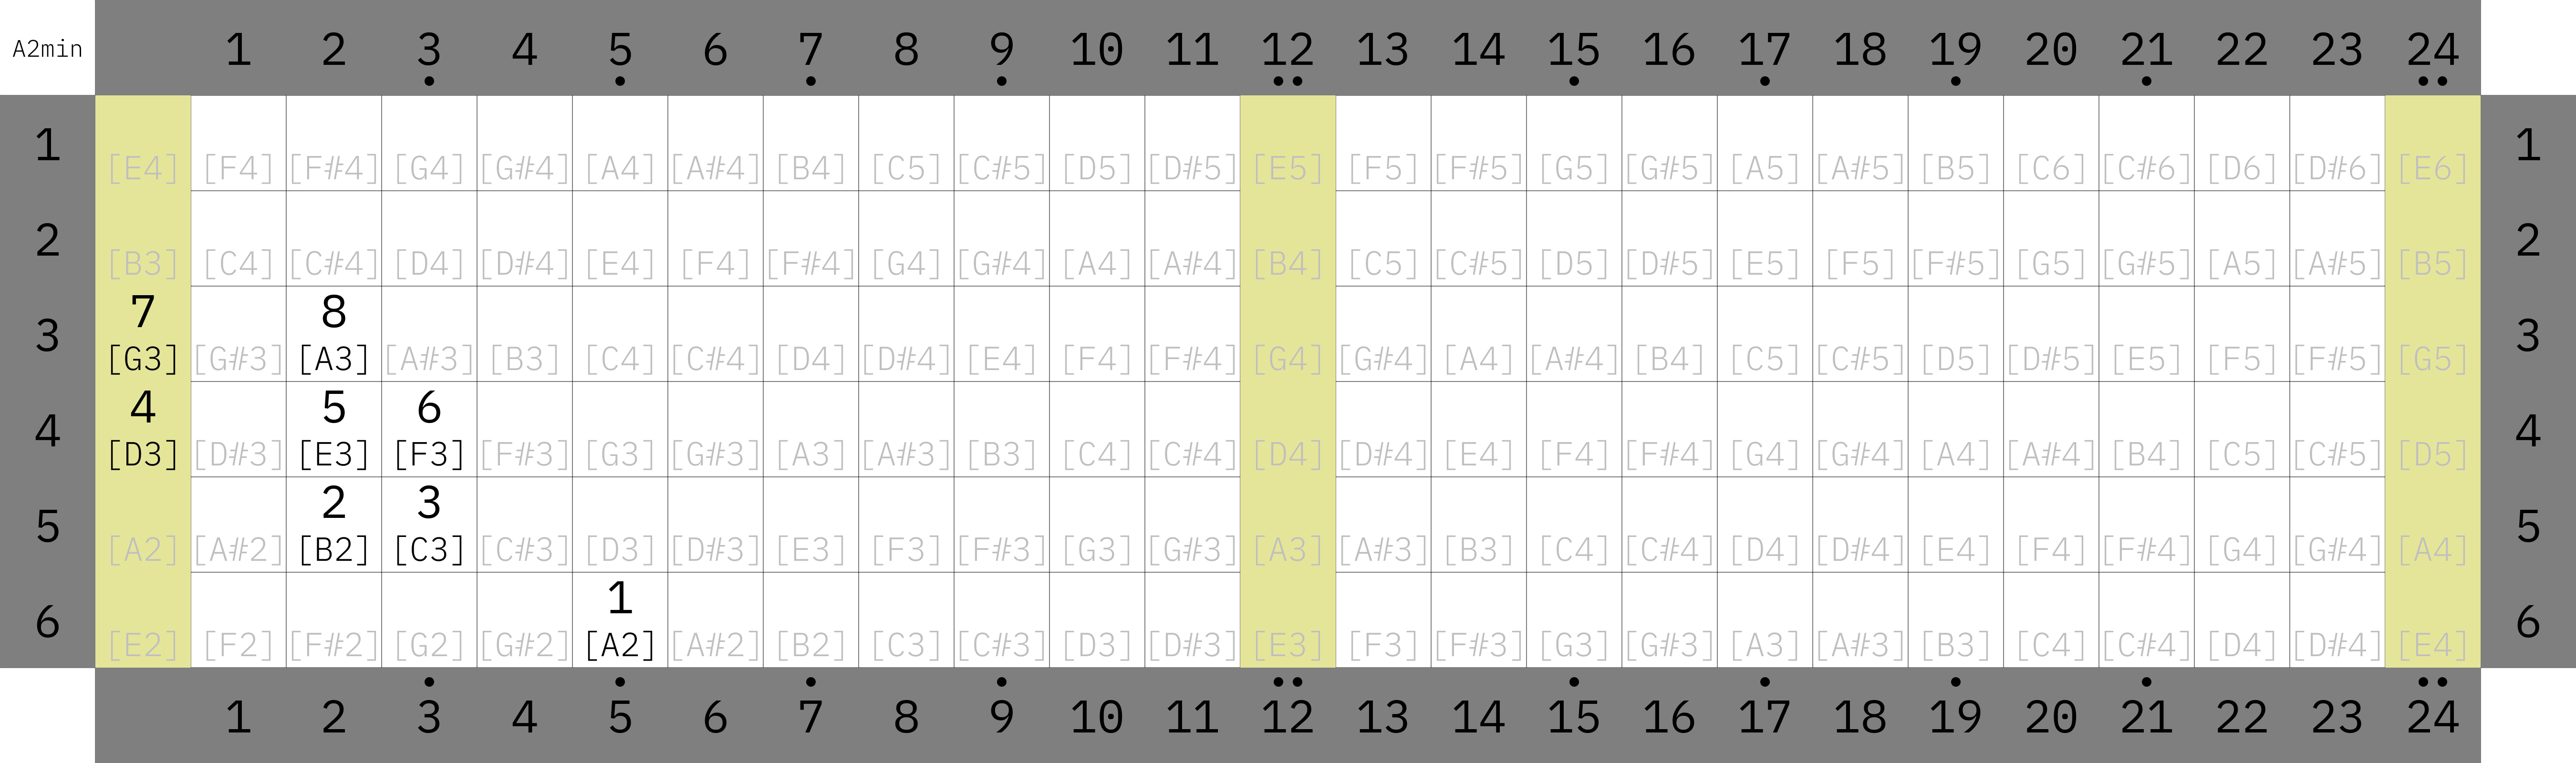 A2min 1 2 3 4 5 6 7 8 9 10 11 12 13 14 15 16 17 18 19 20 21 22 23 24
1 [E4] [F4] [F#4] [G4] [G#4] [A4] [A#4] [B4] [C5] [C#5] [D5] [D#5] [E5] [F5] [F#5] [G5] [G#5] [A5] [A#5] [B5] [C6] [C#6] [D6] [D#6] [E6] 1
2 [B3] [C4] [C#4] [D4] [D#4] [E4] [F4] [F#4] [G4] [G#4] [A4] [A#4] [B4] [C5] [C#5] [D5] [D#5] [E5] [F5] [F#5] [G5] [G#5] [A5] [A#5] [B5] 2
7 8
3 [G3] [G#3] [A3] [A#3] [B3] [C4] [C#4] [D4] [D#4] [E4] [F4] [F#4] [G4] [G#4] [A4] [A#4] [B4] [C5] [C#5] [D5] [D#5] [E5] [F5] [F#5] [G5] 3
4 5 6
4 [D3] [D#3] [E3] [F3] [F#3] [G3] [G#3] [A3] [A#3] [B3] [C4] [C#4] [D4] [D#4] [E4] [F4] [F#4] [G4] [G#4] [A4] [A#4] [B4] [C5] [C#5] [D5] 4
2 3
5 [A2] [A#2] [B2] [C3] [C#3] [D3] [D#3] [E3] [F3] [F#3] [G3] [G#3] [A3] [A#3] [B3] [C4] [C#4] [D4] [D#4] [E4] [F4] [F#4] [G4] [G#4] [A4] 5
1
6 [E2] [F2] [F#2] [G2] [G#2] [A2] [A#2] [B2] [C3] [C#3] [D3] [D#3] [E3] [F3] [F#3] [G3] [G#3] [A3] [A#3] [B3] [C4] [C#4] [D4] [D#4] [E4] 6
1 2 3 4 5 6 7 8 9 10 11 12 13 14 15 16 17 18 19 20 21 22 23 24